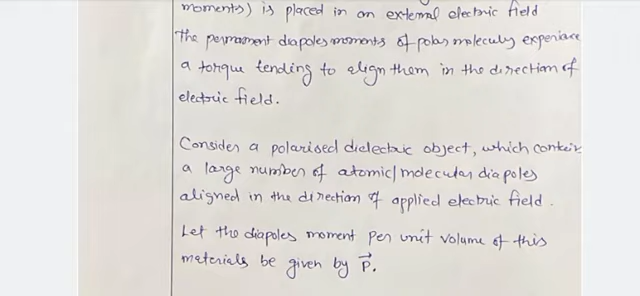 moments) is placed in an external electric field
The permanent diapoles moments of polar moleculy experience
a torque tending to align them in the direction of
electric field.
Consider a polarised dielectric object, which contain
a large number of atomic/molecular diapoles
aligned in the direction of applied electric field.
Let the diapoles moment per unit volume of this
materials be given by P⃗.